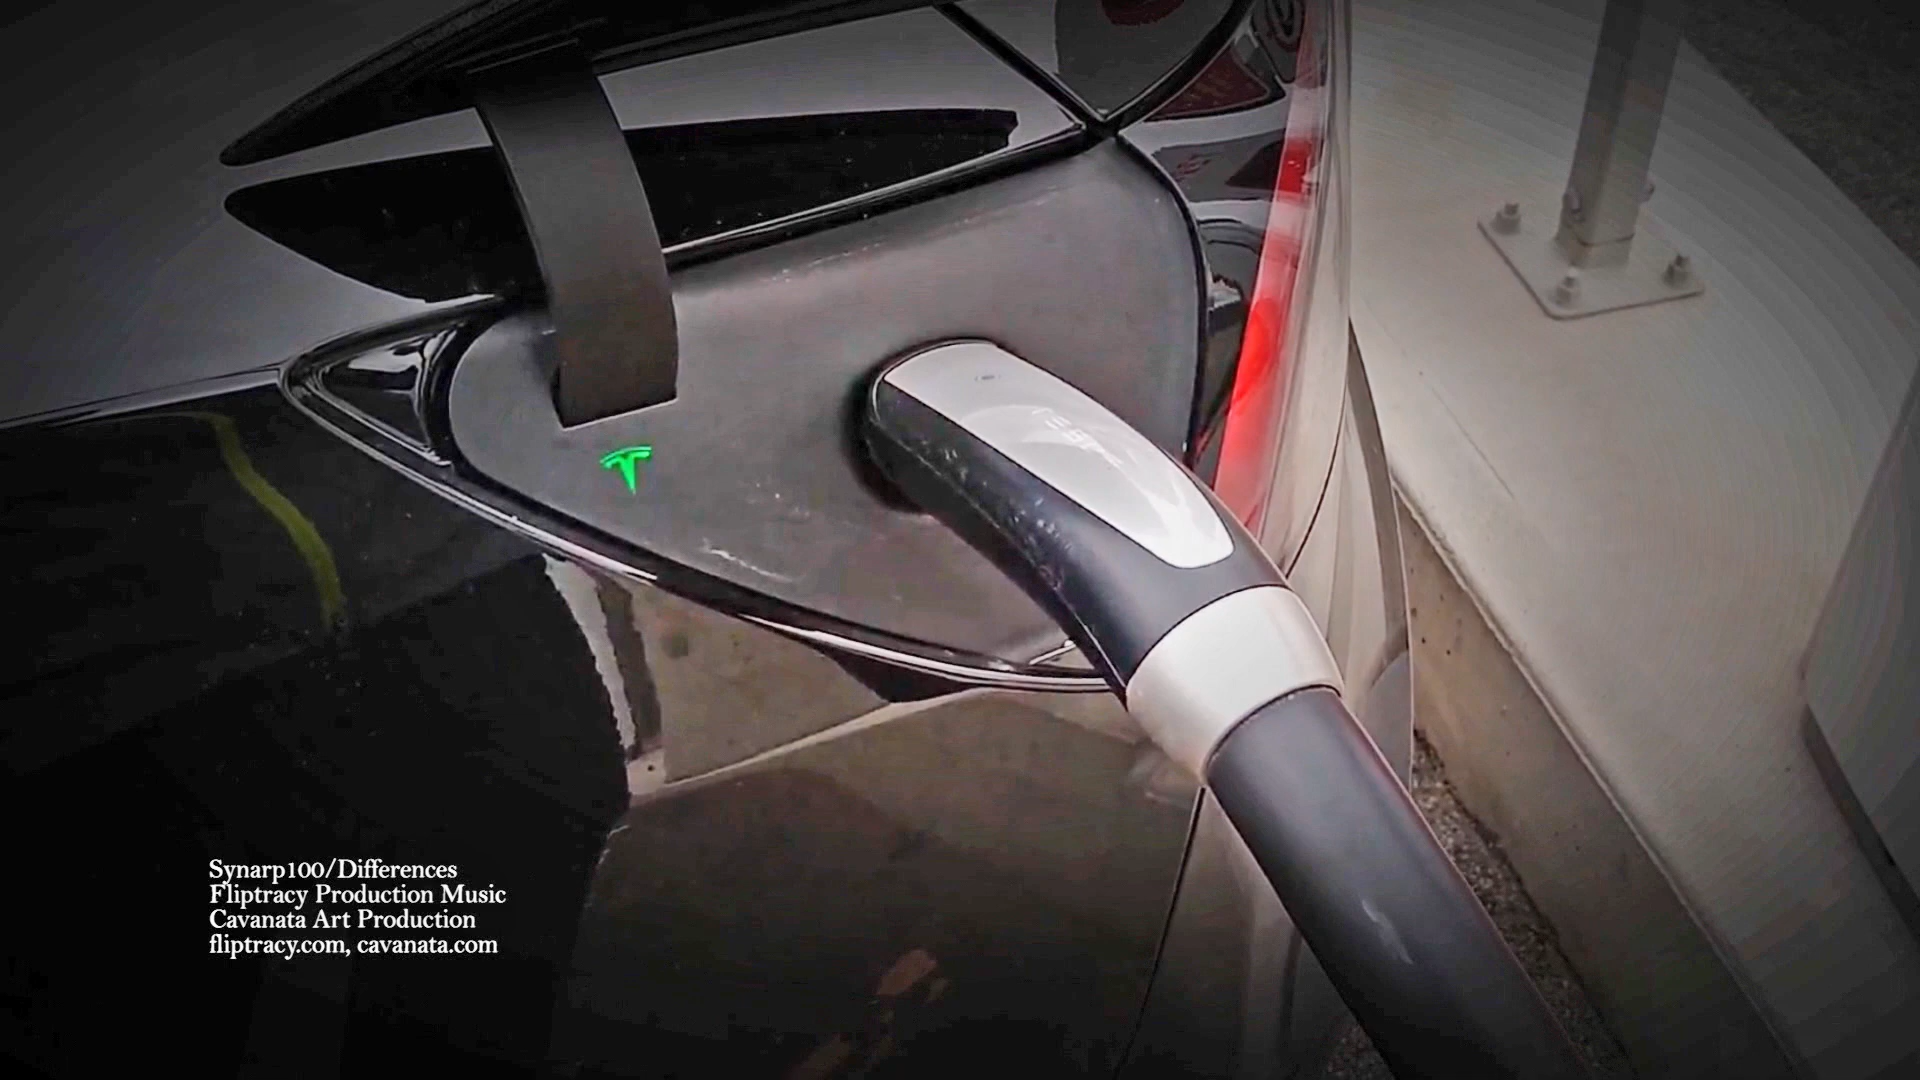 Synarp100/Differences
Fliptracy Production Music
Cavanata Art Production
fliptracy.com, cavanata.com